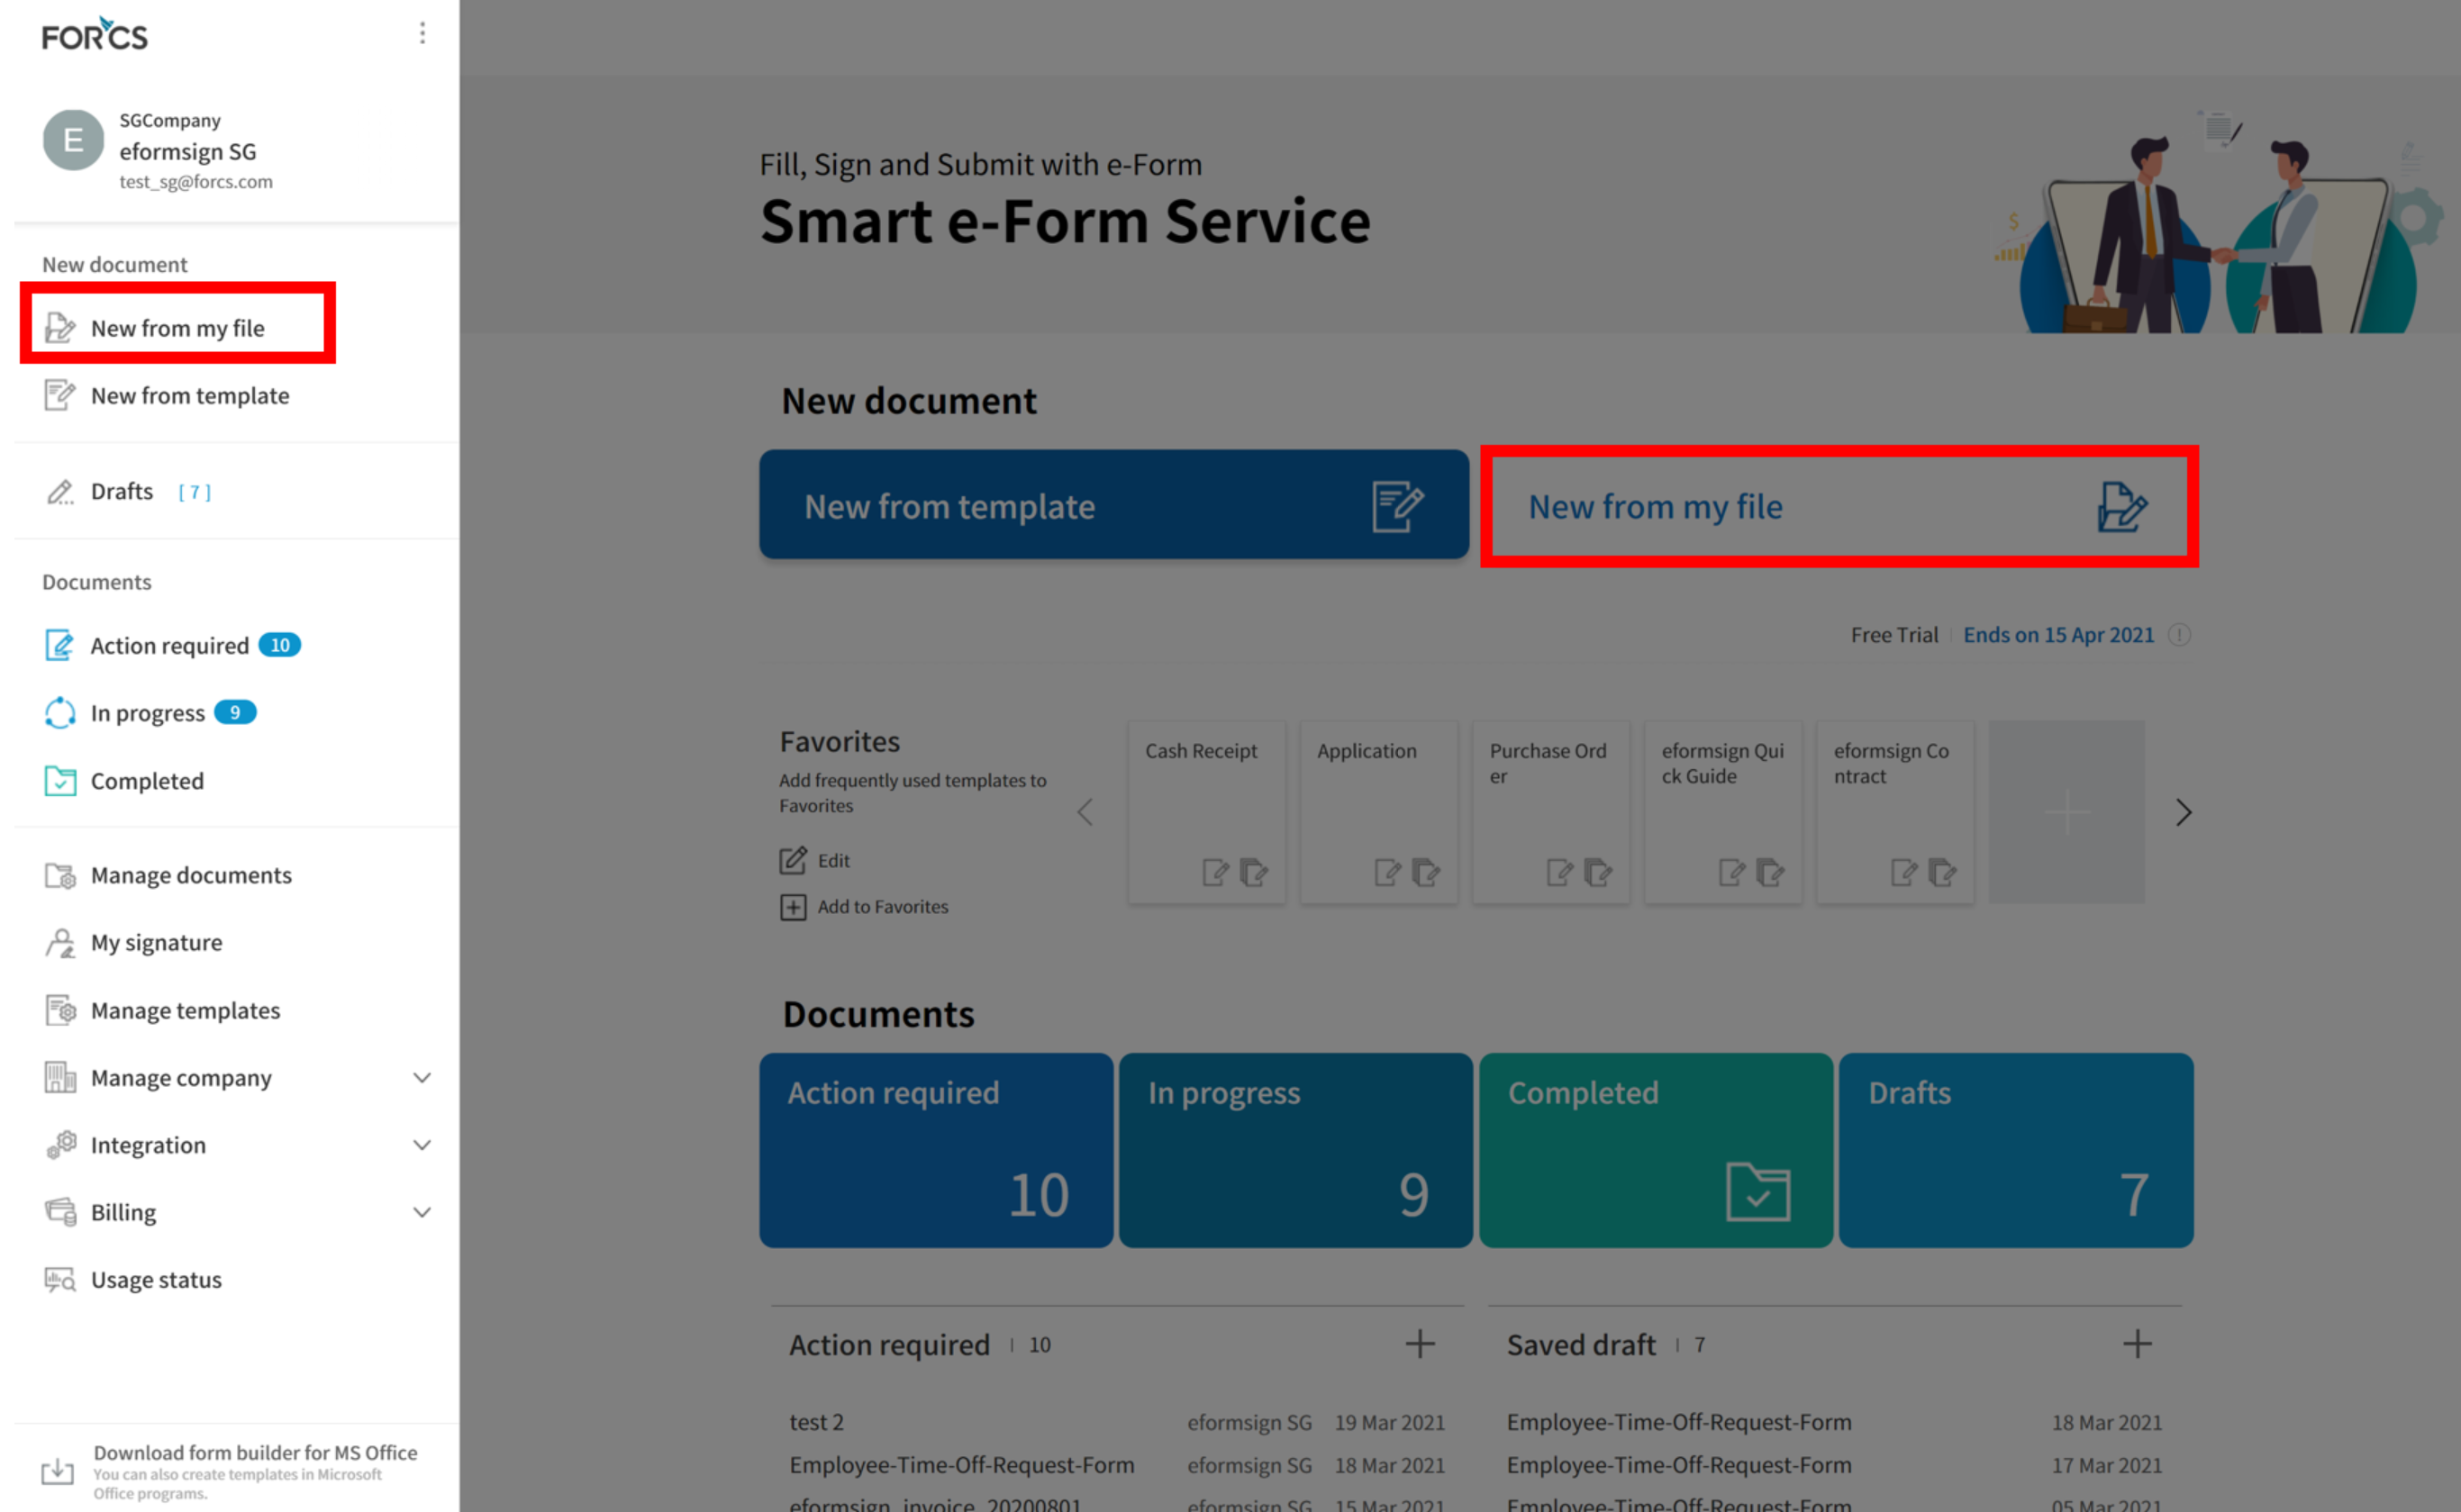 FORCS
E
SGCompany
eformsign SG
test_sg@forcs.com
New document
New from my file
New from template
Drafts [ 7 ]
Documents
Action required 10
In progress 9
Completed
Manage documents
My signature
Manage templates
Manage company
Integration
Billing
Usage status
Download form builder for MS Office
You can also create templates in Microsoft
Office programs.
Fill, Sign and Submit with e-Form
Smart e-Form Service
New document
New from template
New from my file
Free Trial | Ends on 15 Apr 2021
Favorites
Add frequently used templates to
Favorites
Edit
Add to Favorites
Cash Receipt
Application
Purchase Ord
er
eformsign Qui
ck Guide
eformsign Co
ntract
Documents
Action required
10
In progress
9
Completed
Drafts
7
Action required | 10
test 2 eformsign SG 19 Mar 2021
Employee-Time-Off-Request-Form eformsign SG 18 Mar 2021
eformsign_invoice_20200801 eformsign SG 15 Mar 2021
Saved draft | 7
Employee-Time-Off-Request-Form 18 Mar 2021
Employee-Time-Off-Request-Form 17 Mar 2021
Employee-Time-Off-Request-Form 05 Mar 2021